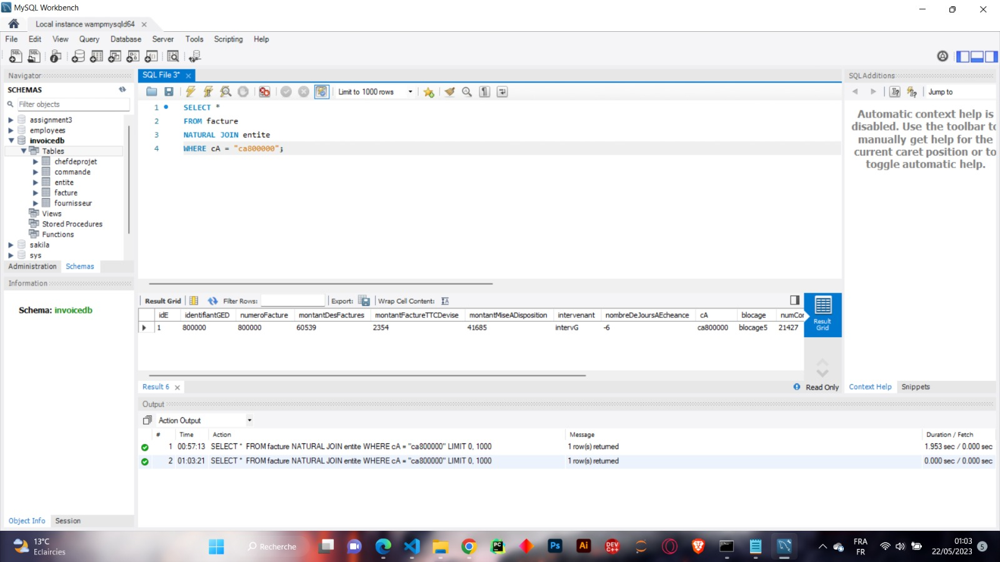 MySQL Workbench
Local instance wampmysqld64
File Edit View Query Database Server Tools Scripting Help
Navigator
SCHEMAS
Filter objects
assignment3
employees
invoicedb
Tables
chefdeprojet
commande
entite
facture
fournisseur
Views
Stored Procedures
Functions
sakila
sys
Administration Schemas
Information
Schema: invoicedb
Object Info Session
SQL File 3*
Limit to 1000 rows
1 SELECT *
2 FROM facture
3 NATURAL JOIN entite
4 WHERE cA = "ca800000";
Result Grid Filter Rows: Export: Wrap Cell Content:
idE identifiantGED numeroFacture montantDesFactures montantFactureTTCDevise montantMiseADisposition intervenant nombreDeJoursAEcheance cA blocage numCor
1 800000 800000 60539 2354 41685 intervG -6 ca800000 blocage5 21427
Result
Grid
Result 6
Read Only
SQLAdditions
Jump to
Automatic context help is
disabled. Use the toolbar to
manually get help for the
current caret position or to
toggle automatic help.
Context Help Snippets
Output
Action Output
# Time Action Message Duration / Fetch
1 00:57:13 SELECT * FROM facture NATURAL JOIN entite WHERE cA = "ca800000" LIMIT 0, 1000 1 row(s) returned 1.953 sec / 0.000 sec
2 01:03:21 SELECT * FROM facture NATURAL JOIN entite WHERE cA = "ca800000" LIMIT 0, 1000 1 row(s) returned 0.000 sec / 0.000 sec
13°C
Eclaircies
Recherche
PC
Ps
Ai
DEV
C++
FRA
FR
01:03
22/05/2023
5